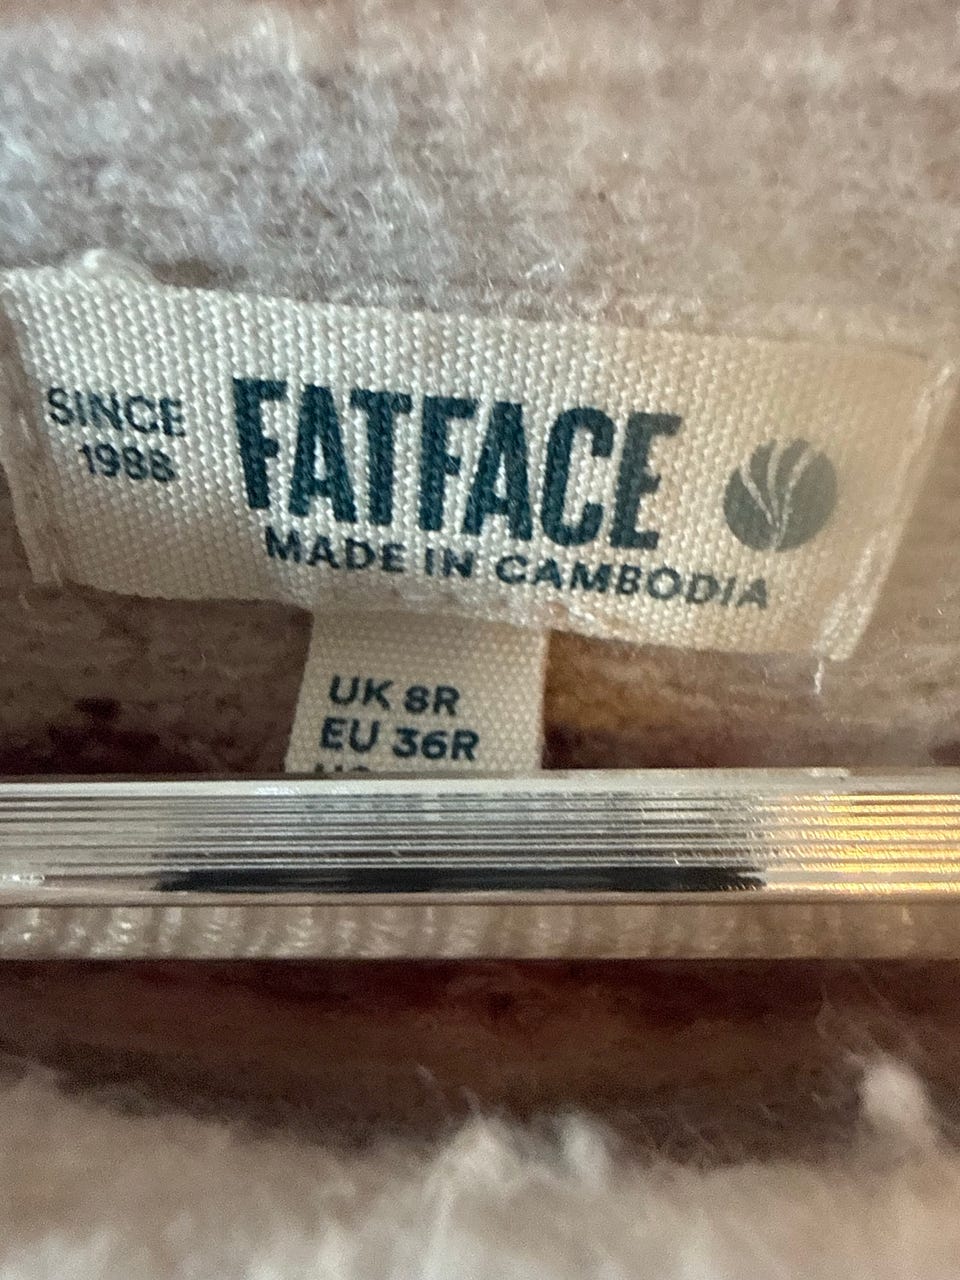 SINCE
1988
FATFACE
MADE IN CAMBODIA
UK 8R
EU 36R